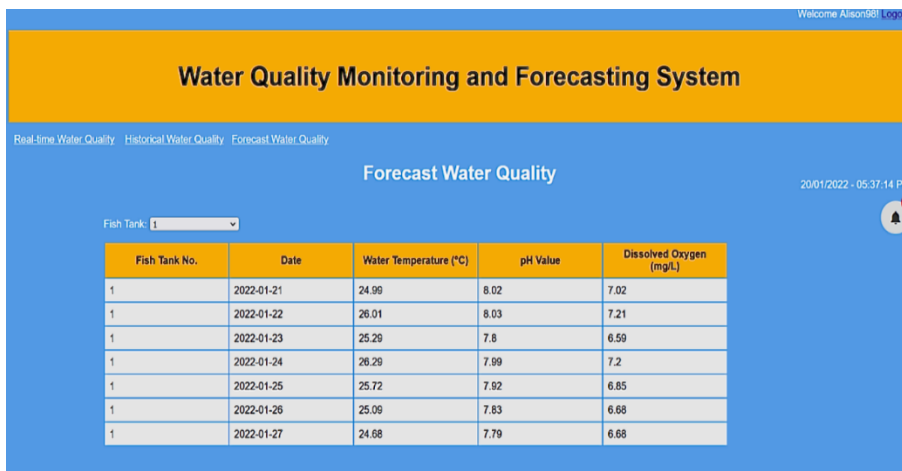 Welcome Alison98! Logo
Water Quality Monitoring and Forecasting System
Real-time Water Quality Historical Water Quality Forecast Water Quality
Forecast Water Quality
20/01/2022 - 05:37:14 P
Fish Tank: 1
Fish Tank No. Date Water Temperature (°C) pH Value Dissolved Oxygen (mg/L)
1 2022-01-21 24.99 8.02 7.02
1 2022-01-22 26.01 8.03 7.21
1 2022-01-23 25.29 7.8 6.59
1 2022-01-24 26.29 7.99 7.2
1 2022-01-25 25.72 7.92 6.85
1 2022-01-26 25.09 7.83 6.68
1 2022-01-27 24.68 7.79 6.68